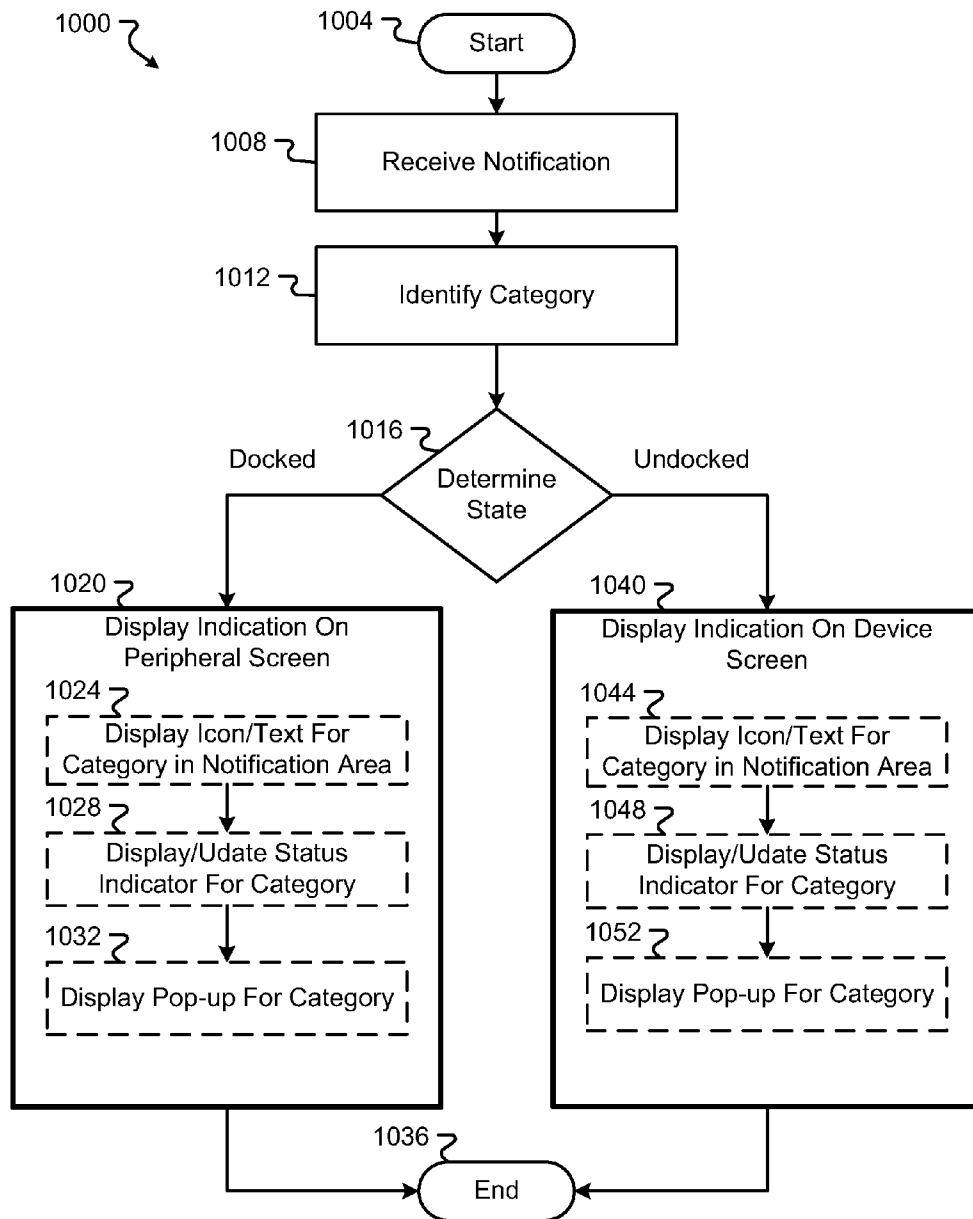 1000
1004
Start
1008
Receive Notification
1012
Identify Category
1016
Docked
Undocked
Determine
State
1020
Display Indication On
Peripheral Screen
1024
Display Icon/Text For
Category in Notification Area
1028
Display/Udate Status
Indicator For Category
1032
Display Pop-up For Category
1040
Display Indication On Device
Screen
1044
Display Icon/Text For
Category in Notification Area
1048
Display/Udate Status
Indicator For Category
1052
Display Pop-up For Category
1036
End